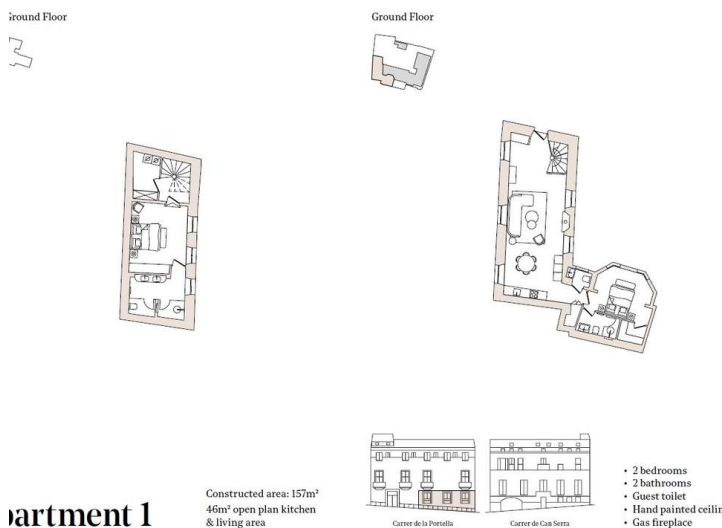 Ground Floor
Ground Floor
partment 1
Constructed area: 157m²
46m² open plan kitchen
& living area
Carrer de la Portella
Carrer de Can Serra
• 2 bedrooms
• 2 bathrooms
• Guest toilet
• Hand painted ceilin
• Gas fireplace